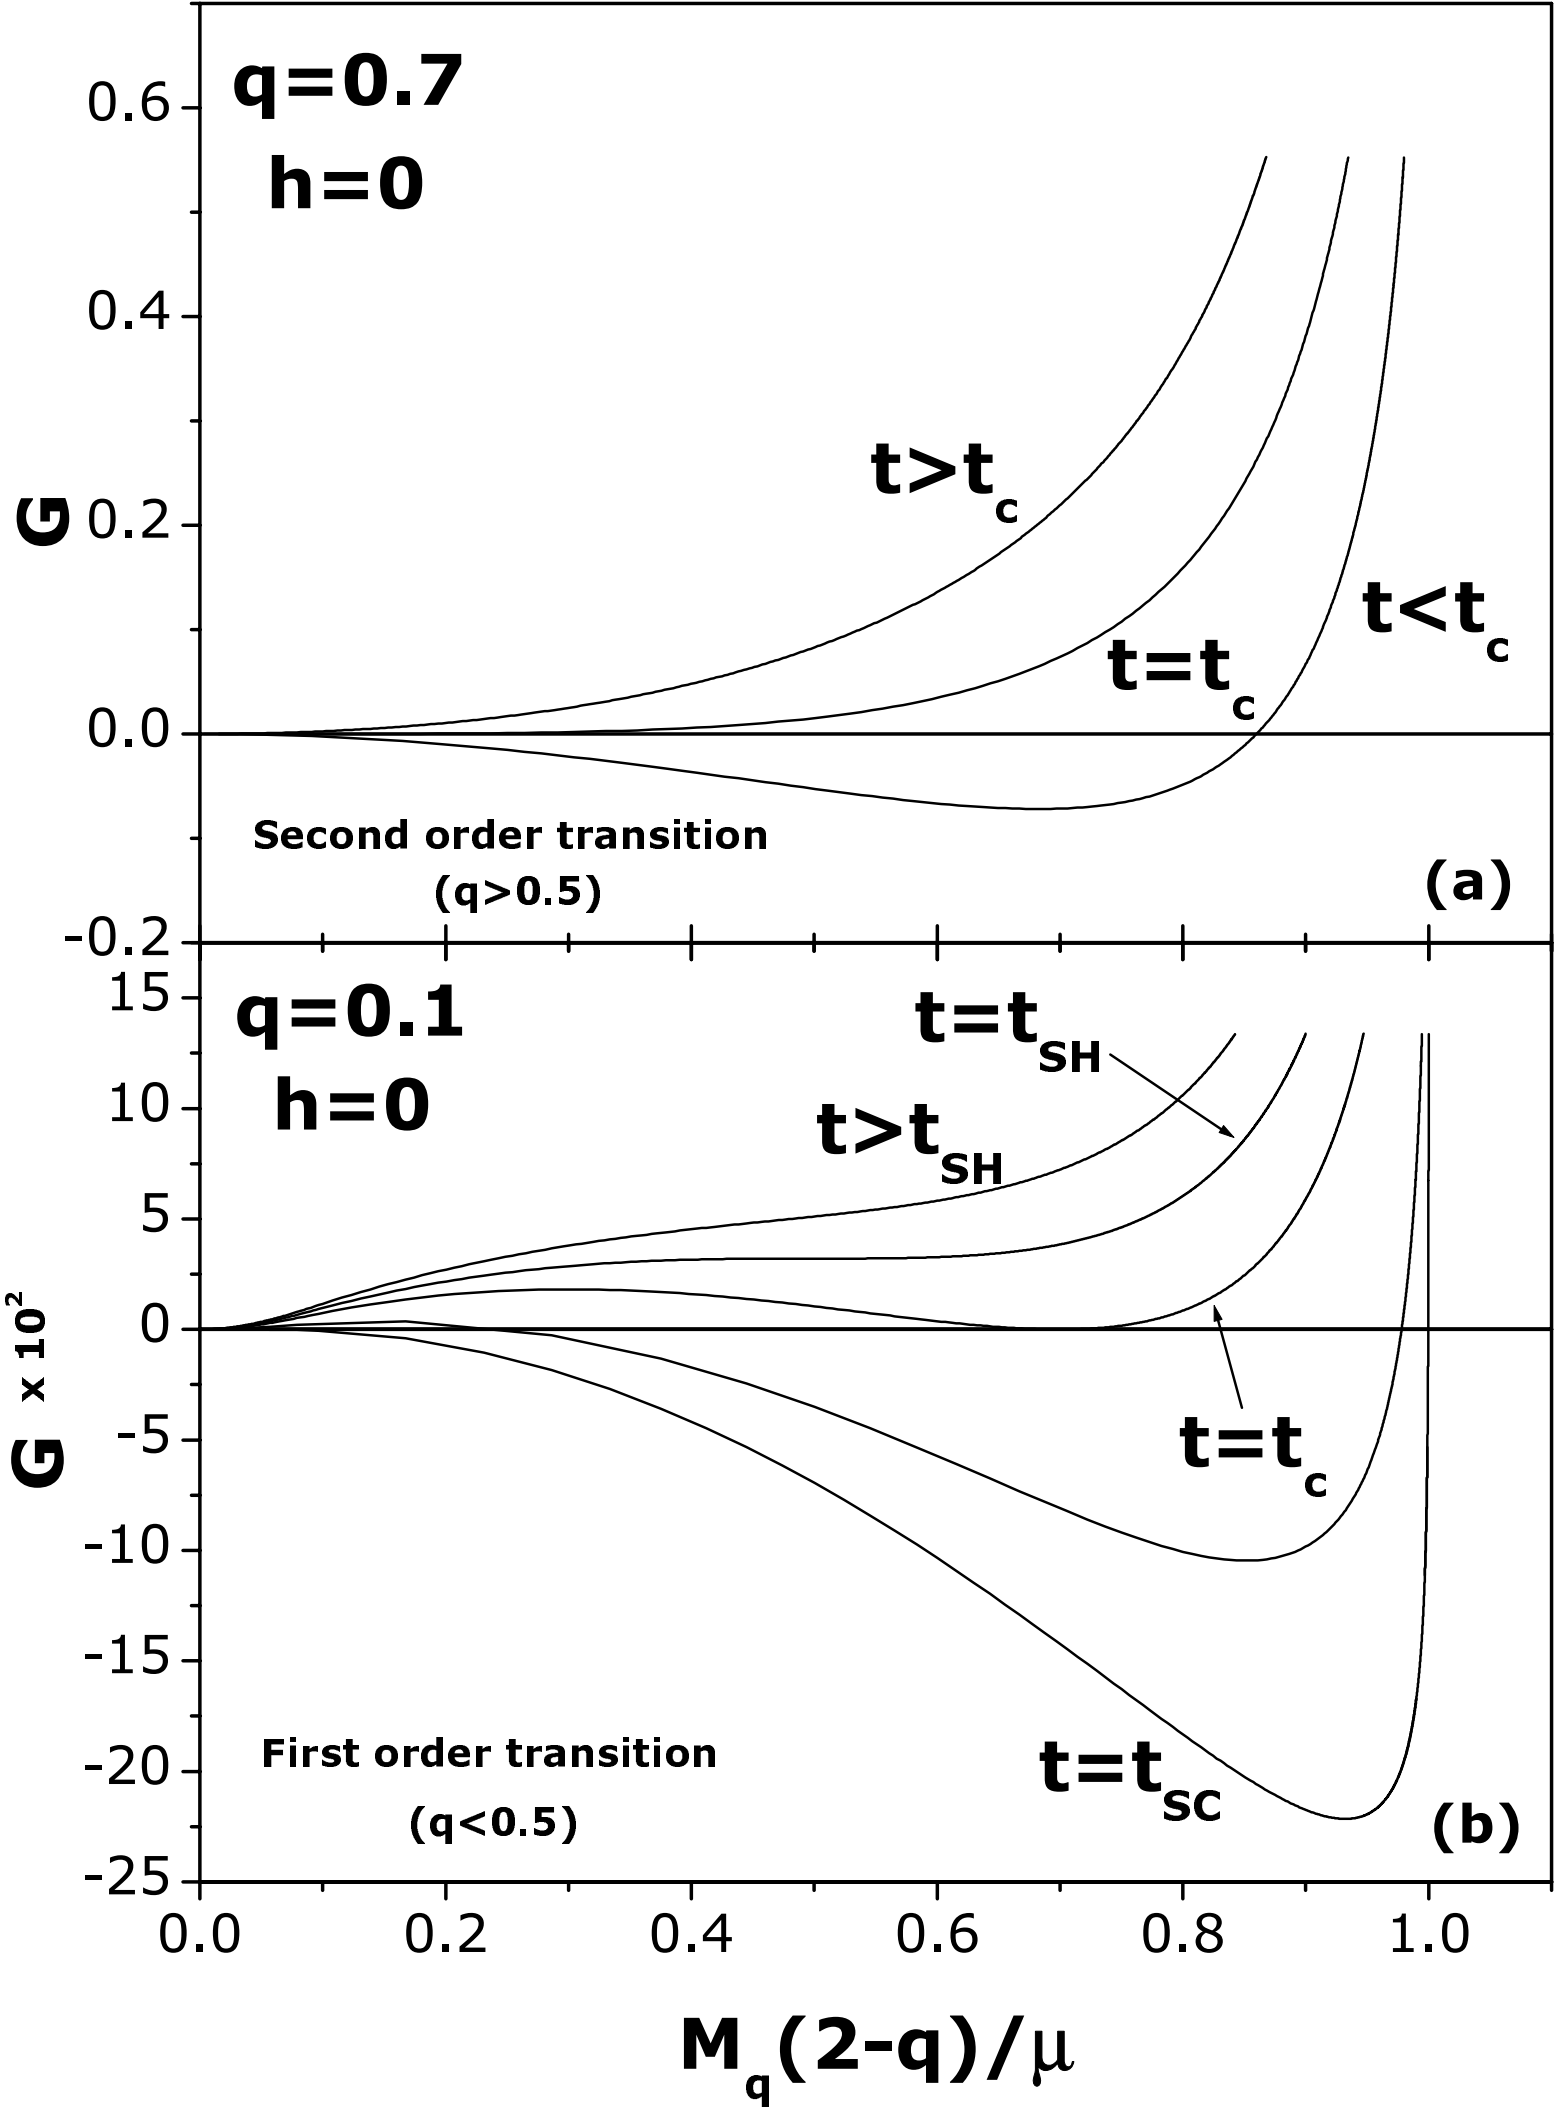 q=0.7
h=0
0.6
0.4
0.2
0.0
-0.2
G
t>tc
t=tc
t<tc
Second order transition
(q>0.5)
(a)
q=0.1
h=0
15
10
5
0
-5
-10
-15
-20
-25
G x 10²
t=tSH
t>tSH
t=tc
t=tSC
First order transition
(q<0.5)
(b)
0.0 0.2 0.4 0.6 0.8 1.0
Mq(2-q)/μ